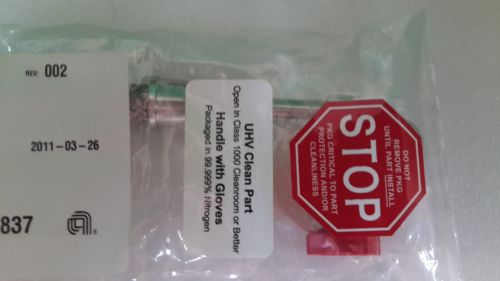 REV: 002
2011-03-26
837
UHV Clean Part
Open in Class 1000 Cleanroom or Better
Handle with Gloves
Packaged in 99.999% Nitrogen
DO NOT
REMOVE PKG
UNTIL PART INSTALL
STOP
PKG CRITICAL TO PART
PROTECTION AND/OR
CLEANLINESS